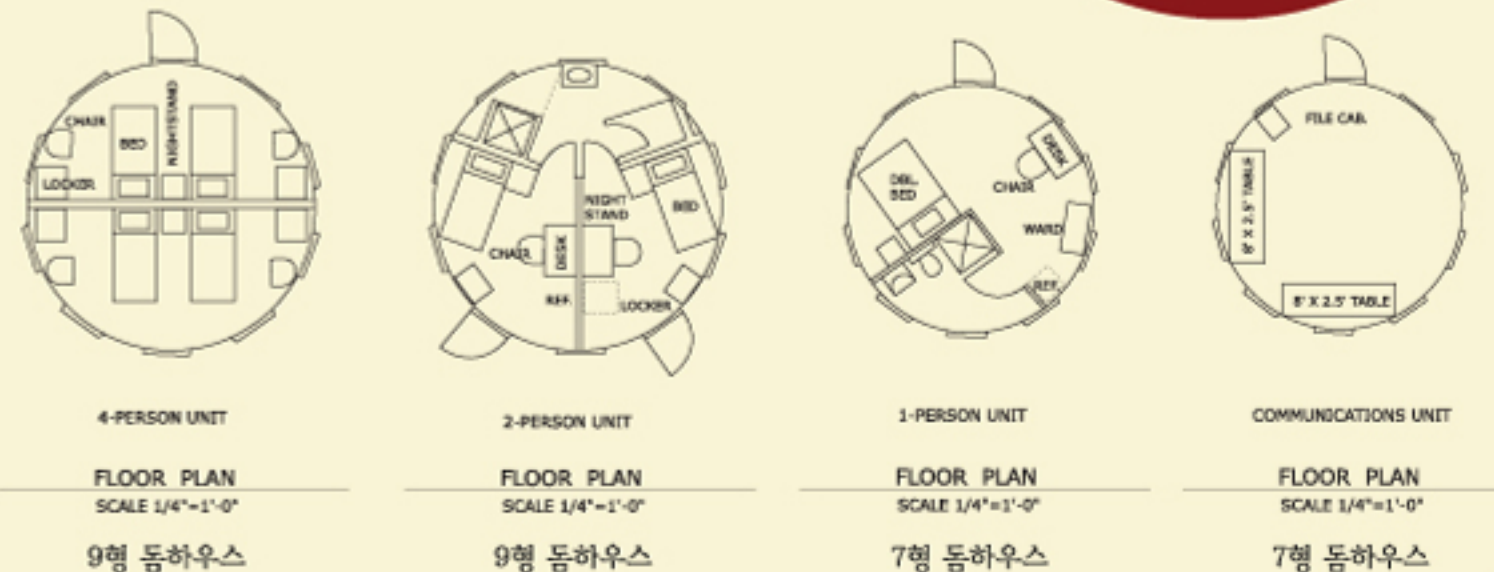 CHAIR
BED
NIGHTSTAND
LOCKER
4-PERSON UNIT
FLOOR PLAN
SCALE 1/4"=1'-0"
9형 돔하우스
NIGHT
STAND
BED
CHAIR
DESK
REF.
LOCKER
2-PERSON UNIT
FLOOR PLAN
SCALE 1/4"=1'-0"
9형 돔하우스
DBL.
BED
DESK
CHAIR
WARD
REF.
1-PERSON UNIT
FLOOR PLAN
SCALE 1/4"=1'-0"
7형 돔하우스
FILE CAB.
8' X 2.5' TABLE
8' X 2.5' TABLE
COMMUNICATIONS UNIT
FLOOR PLAN
SCALE 1/4"=1'-0"
7형 돔하우스